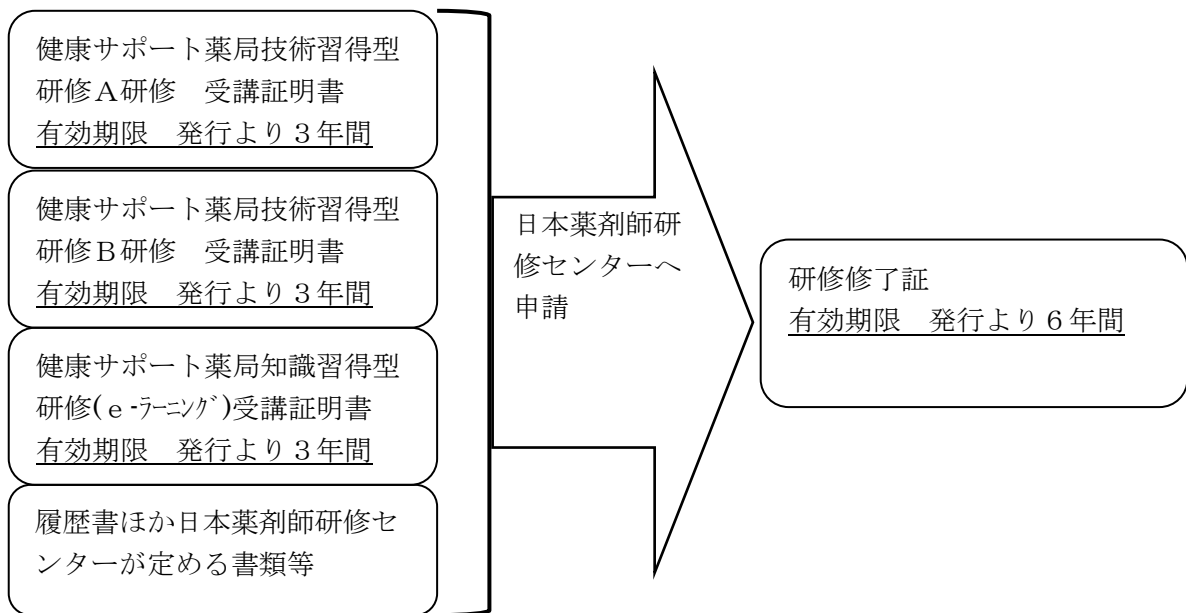 健康サポート薬局技術習得型
研修Ａ研修　受講証明書
有効期限　発行より３年間
健康サポート薬局技術習得型
研修Ｂ研修　受講証明書
有効期限　発行より３年間
健康サポート薬局知識習得型
研修(ｅ-ﾗｰﾆﾝｸﾞ)受講証明書
有効期限　発行より３年間
履歴書ほか日本薬剤師研修セ
ンターが定める書類等
日本薬剤師研
修センターへ
申請
研修修了証
有効期限　発行より６年間